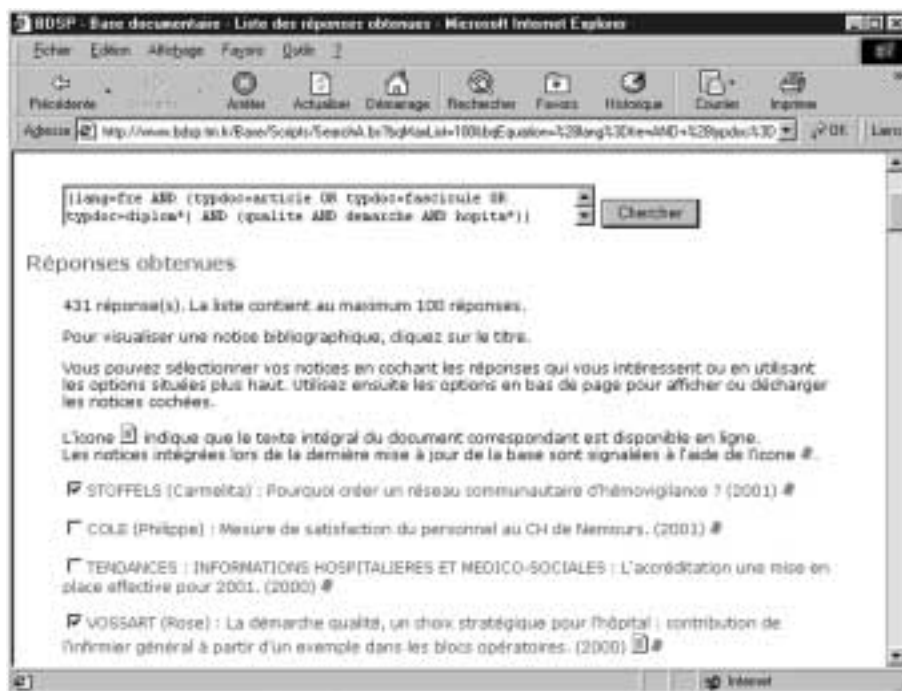 BDSP - Base documentaire - Liste des réponses obtenues - Microsoft Internet Explorer
Fichier Edition Affichage Favoris Outils ?
Précédente Arrêter Actualiser Démarrage Rechercher Favoris Historique Courrier Imprimer
Adresse OK Liens
(lang=fre AND (typdoc=article OR typdoc=fascicule OR
typdoc=diplom*) AND (qualite AND demarche AND hopita*))
Chercher
Réponses obtenues
431 réponse(s). La liste contient au maximum 100 réponses.
Pour visualiser une notice bibliographique, cliquez sur le titre.
Vous pouvez sélectionner vos notices en cochant les réponses qui vous intéressent ou en utilisant
les options situées plus haut. Utilisez ensuite les options en bas de page pour afficher ou décharger
les notices cochées.
L'icone indique que le texte intégral du document correspondant est disponible en ligne.
Les notices intégrées lors de la dernière mise à jour de la base sont signalées à l'aide de l'icone #.
STOFFELS (Carmelita) : Pourquoi créer un réseau communautaire d'hémovigilance ? (2001) #
COLE (Philippe) : Mesure de satisfaction du personnel au CH de Nemours. (2001) #
TENDANCES : INFORMATIONS HOSPITALIERES ET MEDICO-SOCIALES : L'accréditation une mise en
place effective pour 2001. (2000) #
VOSSART (Rose) : La démarche qualité, un choix stratégique pour l'hôpital : contribution de
l'infirmier général à partir d'un exemple dans les blocs opératoires. (2000) #
Internet